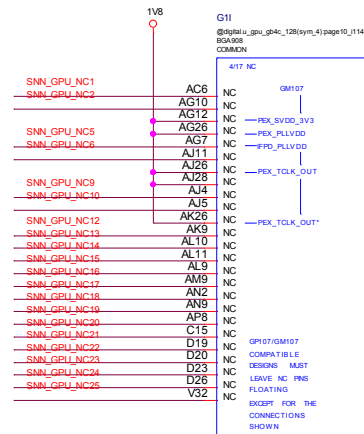 1V8
G1I
@digital.u_gpu_gb4c_128(sym_4):page10_i114
BGA908
COMMON
4/17 NC
GM107
SNN_GPU_NC1 AC6 NC
SNN_GPU_NC2 AG10 NC
AG12 NC PEX_SVDD_3V3
AG26 NC PEX_PLLVDD
SNN_GPU_NC5 AG7 NC IFPD_PLLVDD
SNN_GPU_NC6 AJ11 NC
AJ26 NC PEX_TCLK_OUT
AJ28 NC
SNN_GPU_NC9 AJ4 NC
SNN_GPU_NC10 AJ5 NC
AK26 NC PEX_TCLK_OUT*
SNN_GPU_NC12 AK9 NC
SNN_GPU_NC13 AL10 NC
SNN_GPU_NC14 AL11 NC
SNN_GPU_NC15 AL9 NC
SNN_GPU_NC16 AM9 NC
SNN_GPU_NC17 AN2 NC
SNN_GPU_NC18 AN9 NC
SNN_GPU_NC19 AP8 NC
SNN_GPU_NC20 C15 NC
SNN_GPU_NC21 D19 NC
SNN_GPU_NC22 D20 NC
SNN_GPU_NC23 D23 NC
SNN_GPU_NC24 D26 NC
SNN_GPU_NC25 V32 NC
GP107/GM107
COMPATIBLE
DESIGNS MUST
LEAVE NC PINS
FLOATING
EXCEPT FOR THE
CONNECTIONS
SHOWN